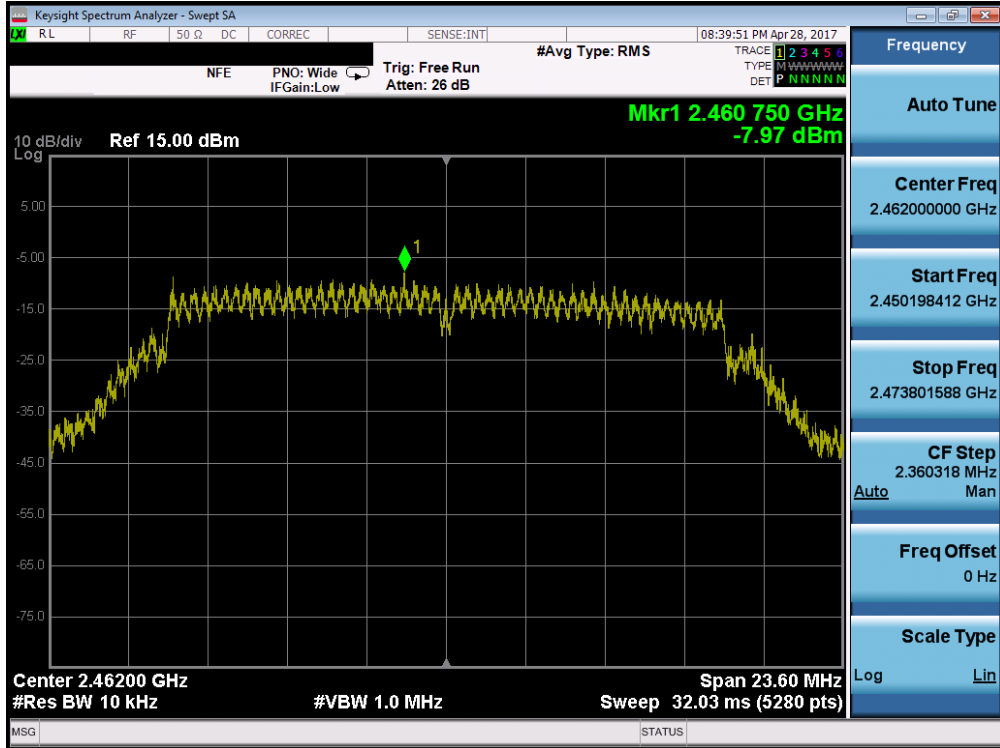 Keysight Spectrum Analyzer - Swept SA
LXI RL RF 50 Ω DC CORREC SENSE:INT 08:39:51 PM Apr 28, 2017
#Avg Type: RMS TRACE 1 2 3 4 5 6
NFE PNO: Wide Trig: Free Run TYPE M WWWWW
IFGain:Low Atten: 26 dB DET P N N N N N
Mkr1 2.460 750 GHz
-7.97 dBm
10 dB/div Ref 15.00 dBm
Log
1
5.00
-5.00
-15.0
-25.0
-35.0
-45.0
-55.0
-65.0
-75.0
Center 2.46200 GHz Span 23.60 MHz
#Res BW 10 kHz #VBW 1.0 MHz Sweep 32.03 ms (5280 pts)
MSG STATUS
Frequency
Auto Tune
Center Freq
2.462000000 GHz
Start Freq
2.450198412 GHz
Stop Freq
2.473801588 GHz
CF Step
2.360318 MHz
Auto Man
Freq Offset
0 Hz
Scale Type
Log Lin